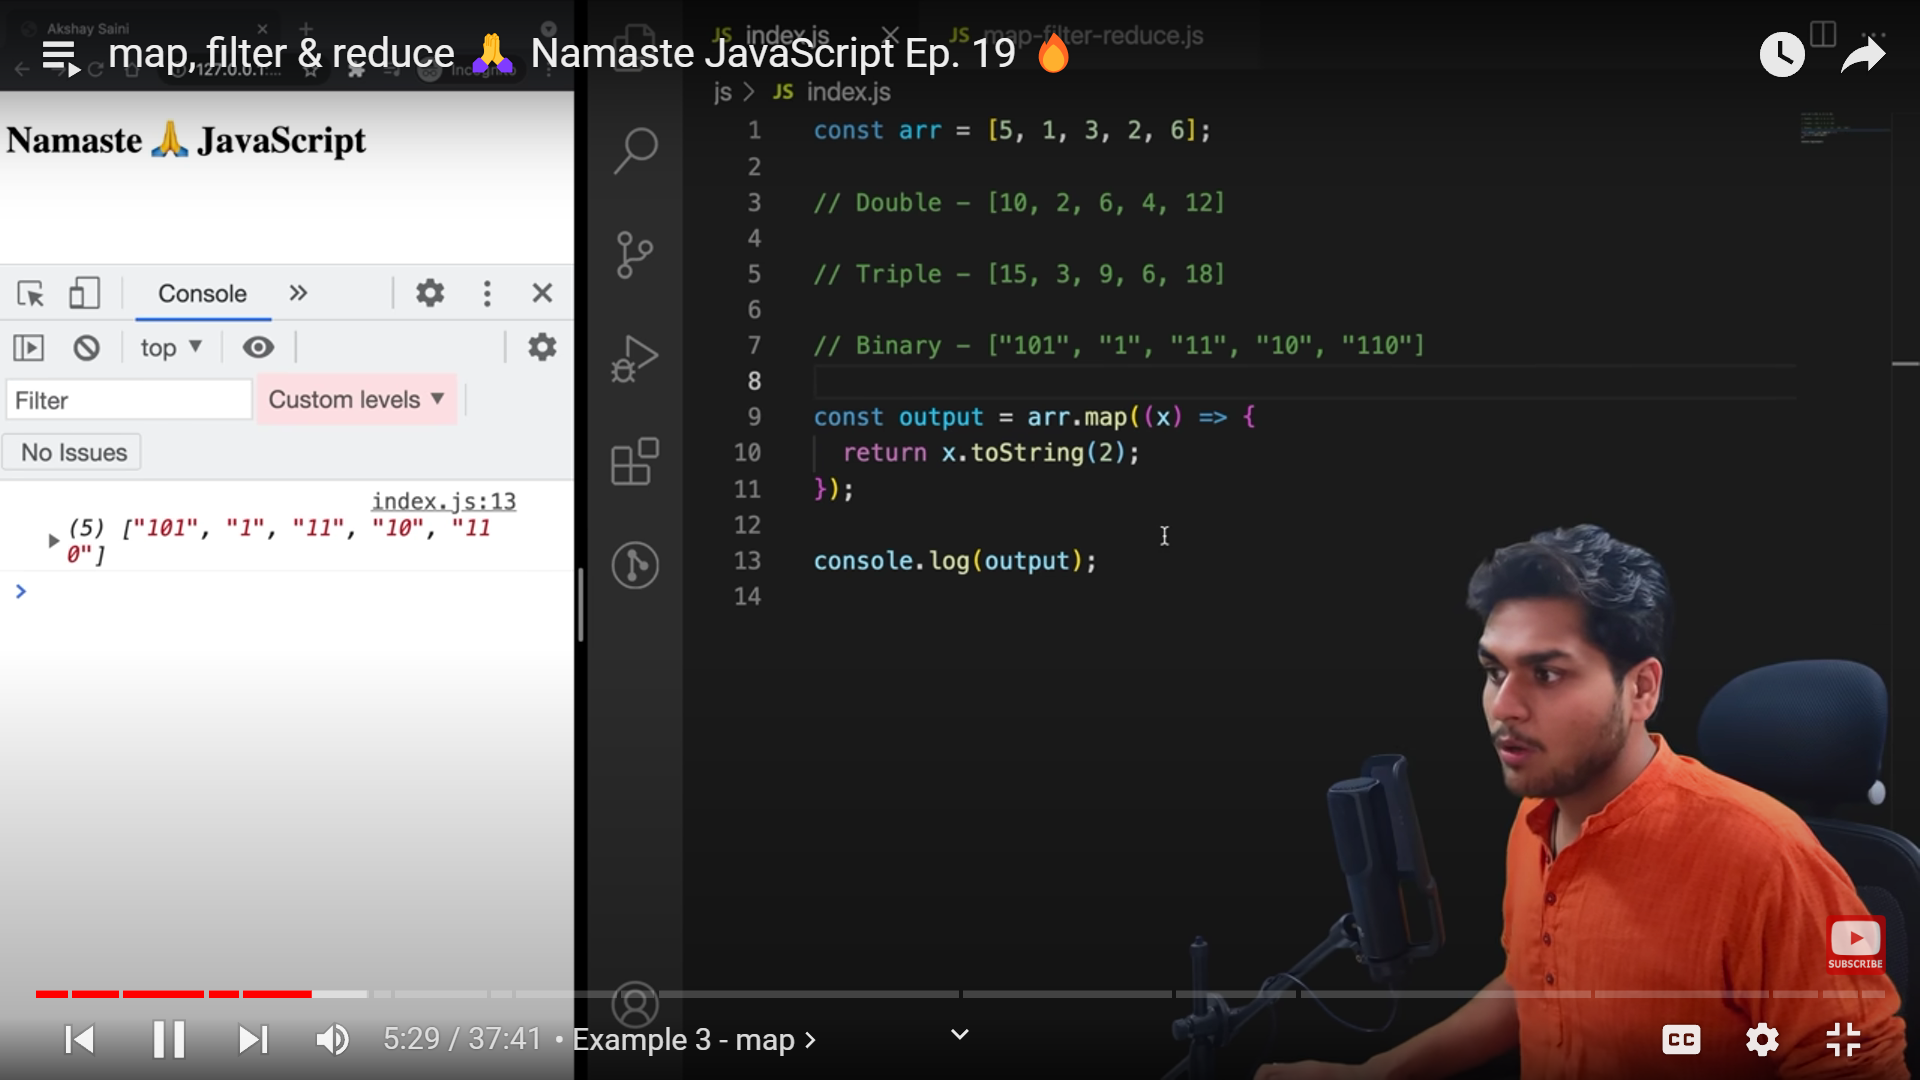 Akshay Saini
map, filter & reduce 🙏 Namaste JavaScript Ep. 19 🔥
127.0.0.1...
Incognito
JS index.js
JS map-filter-reduce.js
js > JS index.js
Namaste 🙏 JavaScript
Console
top
Filter
Custom levels
No Issues
index.js:13
(5) ["101", "1", "11", "10", "11
0"]
1 const arr = [5, 1, 3, 2, 6];
2
3 // Double – [10, 2, 6, 4, 12]
4
5 // Triple – [15, 3, 9, 6, 18]
6
7 // Binary – ["101", "1", "11", "10", "110"]
8
9 const output = arr.map((x) => {
10 return x.toString(2);
11 });
12
13 console.log(output);
14
SUBSCRIBE
5:29 / 37:41 • Example 3 - map >
CC